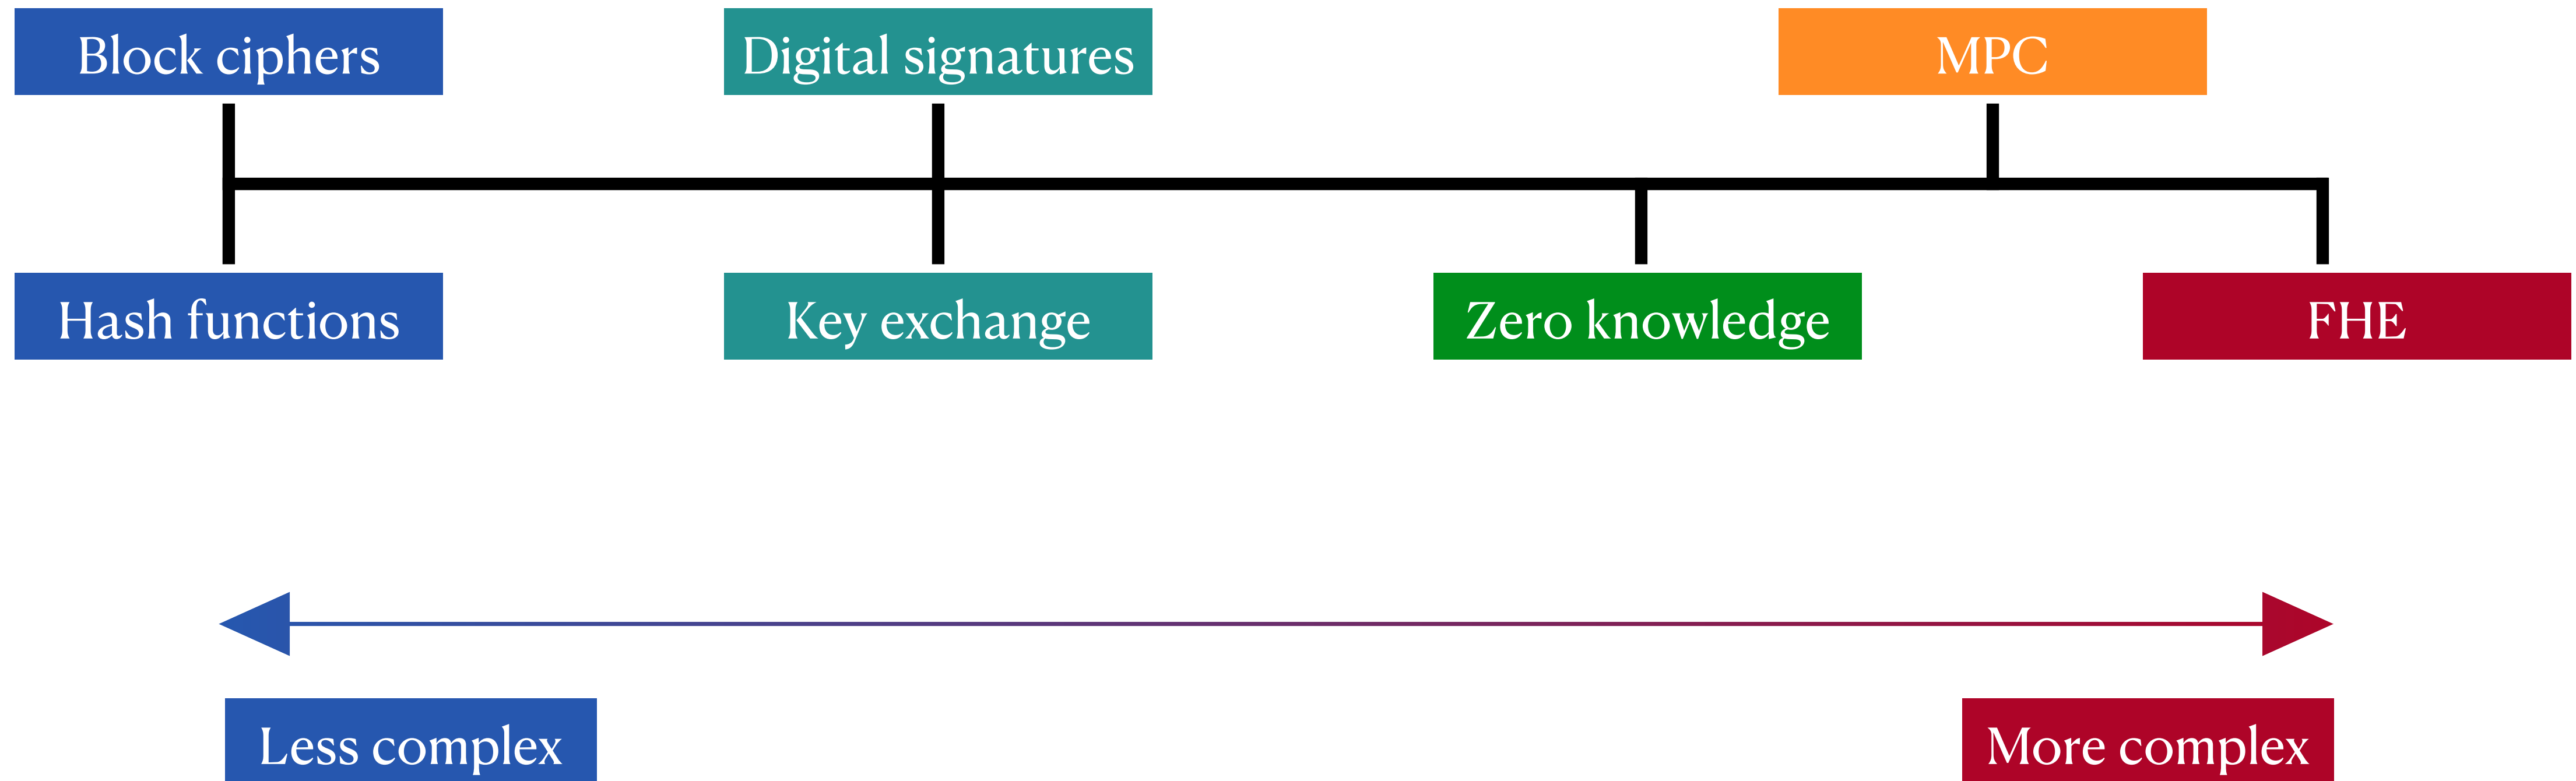 Block ciphers
Digital signatures
MPC
Hash functions
Key exchange
Zero knowledge
FHE
Less complex
More complex